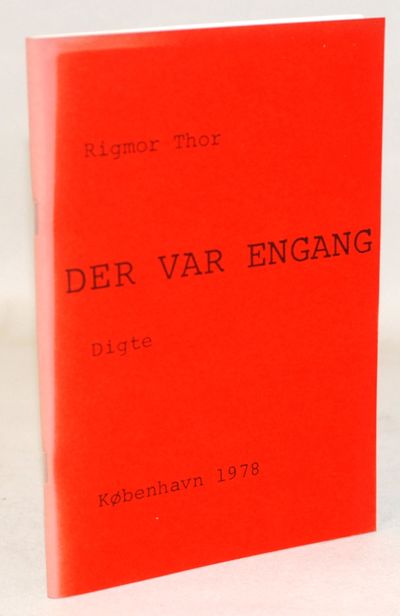 Rigmor Thor
DER VAR ENGANG
Digte
København 1978